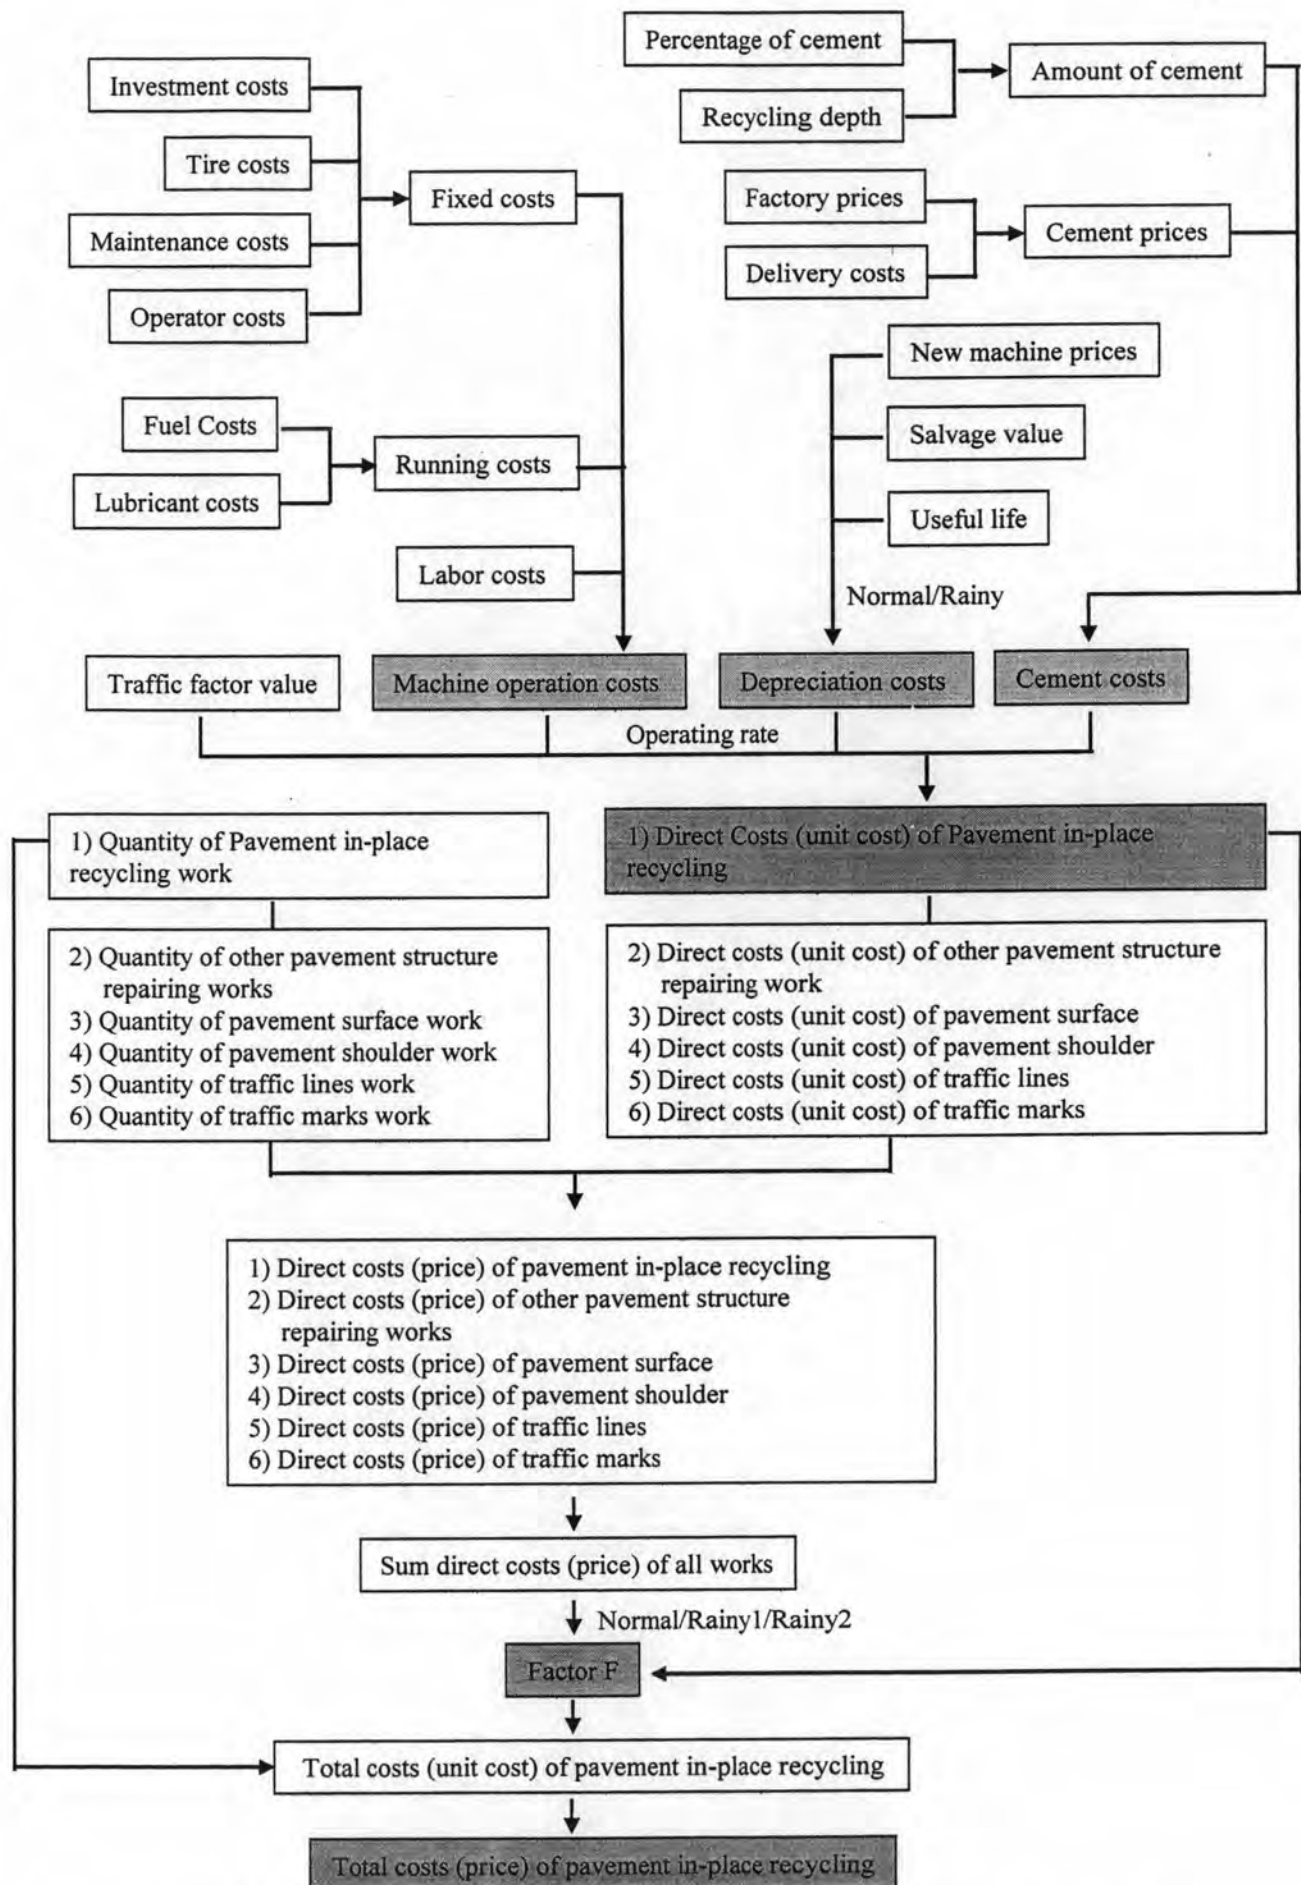 Percentage of cement
Amount of cement
Investment costs
Recycling depth
Tire costs
Fixed costs
Factory prices
Maintenance costs
Cement prices
Delivery costs
Operator costs
New machine prices
Fuel Costs
Salvage value
Running costs
Lubricant costs
Useful life
Labor costs
Normal/Rainy
Traffic factor value
Machine operation costs
Depreciation costs
Cement costs
Operating rate
1) Quantity of Pavement in-place
recycling work
1) Direct Costs (unit cost) of Pavement in-place
recycling
2) Quantity of other pavement structure
repairing works
3) Quantity of pavement surface work
4) Quantity of pavement shoulder work
5) Quantity of traffic lines work
6) Quantity of traffic marks work
2) Direct costs (unit cost) of other pavement structure
repairing work
3) Direct costs (unit cost) of pavement surface
4) Direct costs (unit cost) of pavement shoulder
5) Direct costs (unit cost) of traffic lines
6) Direct costs (unit cost) of traffic marks
1) Direct costs (price) of pavement in-place recycling
2) Direct costs (price) of other pavement structure
repairing works
3) Direct costs (price) of pavement surface
4) Direct costs (price) of pavement shoulder
5) Direct costs (price) of traffic lines
6) Direct costs (price) of traffic marks
Sum direct costs (price) of all works
Normal/Rainy1/Rainy2
Factor F
Total costs (unit cost) of pavement in-place recycling
Total costs (price) of pavement in-place recycling